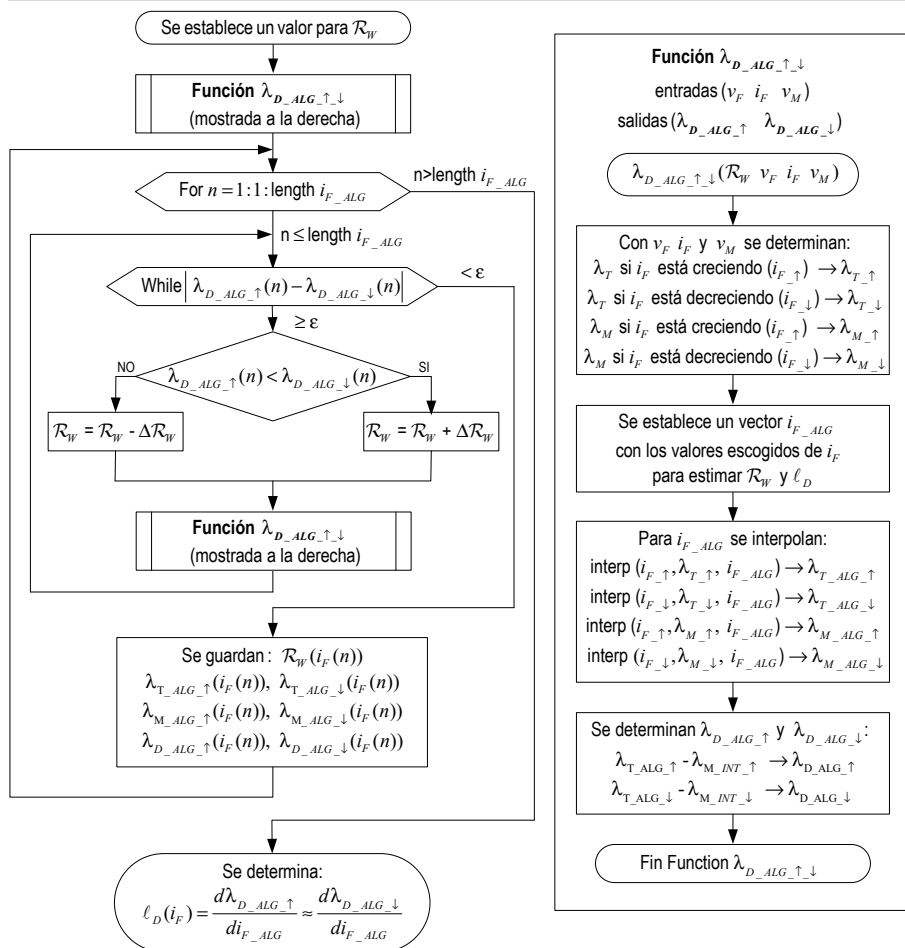 Se establece un valor para ℛ_W
Función λ_D_ALG_↑_↓
(mostrada a la derecha)
For n = 1:1: length i_F_ALG
n>length i_F_ALG
n ≤ length i_F_ALG
While |λ_D_ALG_↑(n) − λ_D_ALG_↓(n)|
< ε
≥ ε
NO
λ_D_ALG_↑(n) < λ_D_ALG_↓(n)
SI
ℛ_W = ℛ_W - Δℛ_W
ℛ_W = ℛ_W + Δℛ_W
Función λ_D_ALG_↑_↓
(mostrada a la derecha)
Se guardan: ℛ_W(i_F(n))
λ_T_ALG_↑(i_F(n)), λ_T_ALG_↓(i_F(n))
λ_M_ALG_↑(i_F(n)), λ_M_ALG_↓(i_F(n))
λ_D_ALG_↑(i_F(n)), λ_D_ALG_↓(i_F(n))
Se determina:
ℓ_D(i_F) = dλ_D_ALG_↑ / di_F_ALG ≈ dλ_D_ALG_↓ / di_F_ALG
Función λ_D_ALG_↑_↓
entradas (v_F i_F v_M)
salidas (λ_D_ALG_↑ λ_D_ALG_↓)
λ_D_ALG_↑_↓(ℛ_W v_F i_F v_M)
Con v_F i_F y v_M se determinan:
λ_T si i_F está creciendo (i_F_↑) → λ_T_↑
λ_T si i_F está decreciendo (i_F_↓) → λ_T_↓
λ_M si i_F está creciendo (i_F_↑) → λ_M_↑
λ_M si i_F está decreciendo (i_F_↓) → λ_M_↓
Se establece un vector i_F_ALG
con los valores escogidos de i_F
para estimar ℛ_W y ℓ_D
Para i_F_ALG se interpolan:
interp (i_F_↑, λ_T_↑, i_F_ALG) → λ_T_ALG_↑
interp (i_F_↓, λ_T_↓, i_F_ALG) → λ_T_ALG_↓
interp (i_F_↑, λ_M_↑, i_F_ALG) → λ_M_ALG_↑
interp (i_F_↓, λ_M_↓, i_F_ALG) → λ_M_ALG_↓
Se determinan λ_D_ALG_↑ y λ_D_ALG_↓:
λ_T_ALG_↑ - λ_M_INT_↑ → λ_D_ALG_↑
λ_T_ALG_↓ - λ_M_INT_↓ → λ_D_ALG_↓
Fin Function λ_D_ALG_↑_↓